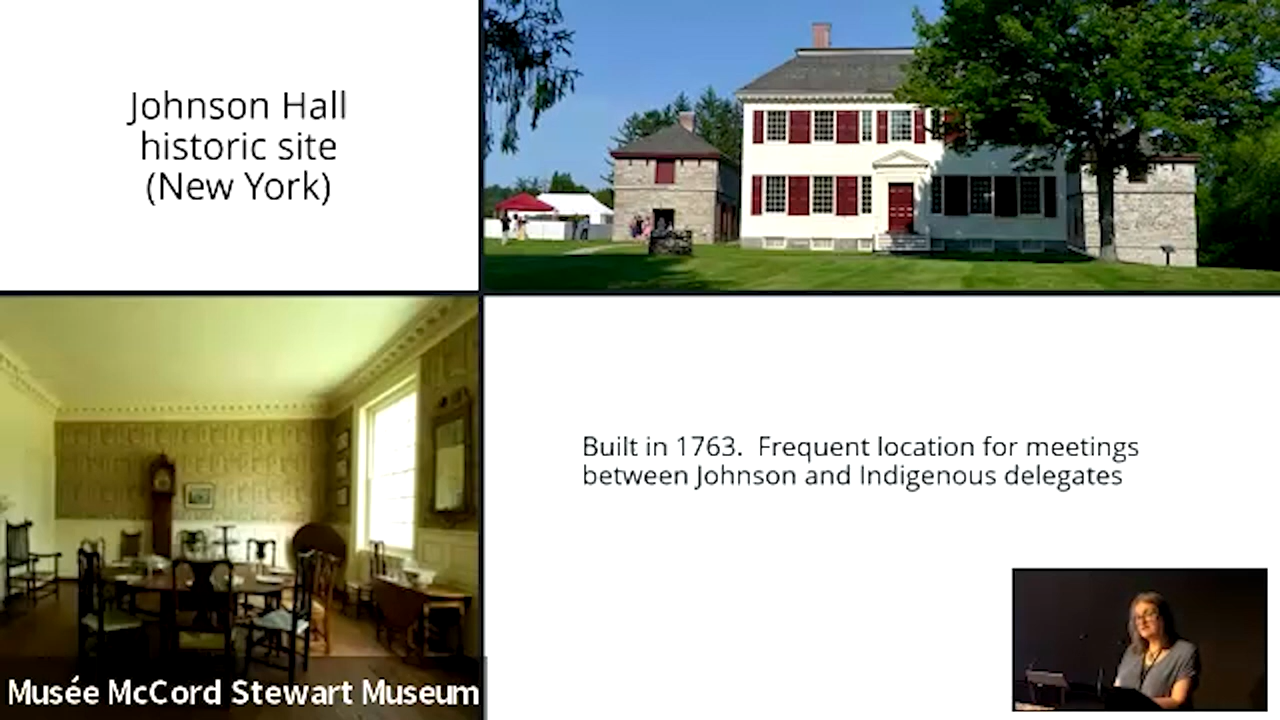 Johnson Hall
historic site
(New York)
Built in 1763.  Frequent location for meetings
between Johnson and Indigenous delegates
Musée McCord Stewart Museum